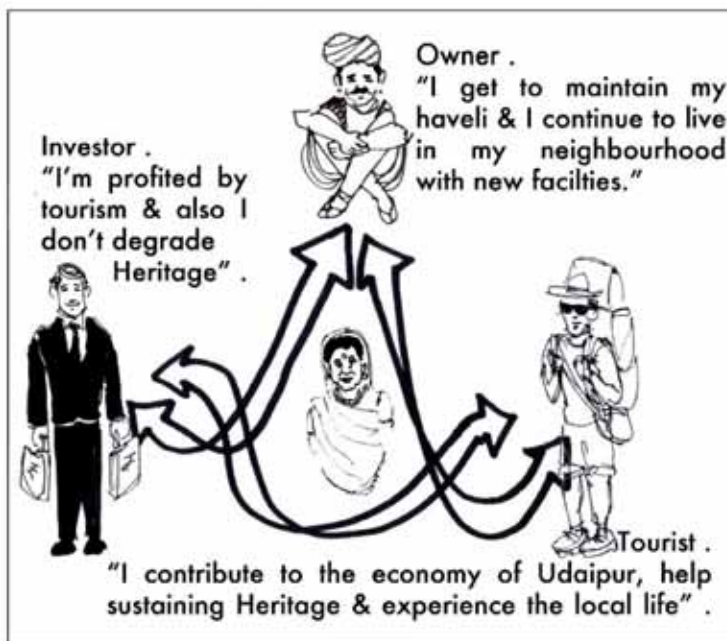 Owner .
"I get to maintain my
haveli & I continue to live
in my neighbourhood
with new facilties."
Investor .
"I'm profited by
tourism & also I
don't degrade
Heritage" .
Tourist .
"I contribute to the economy of Udaipur, help
sustaining Heritage & experience the local life" .